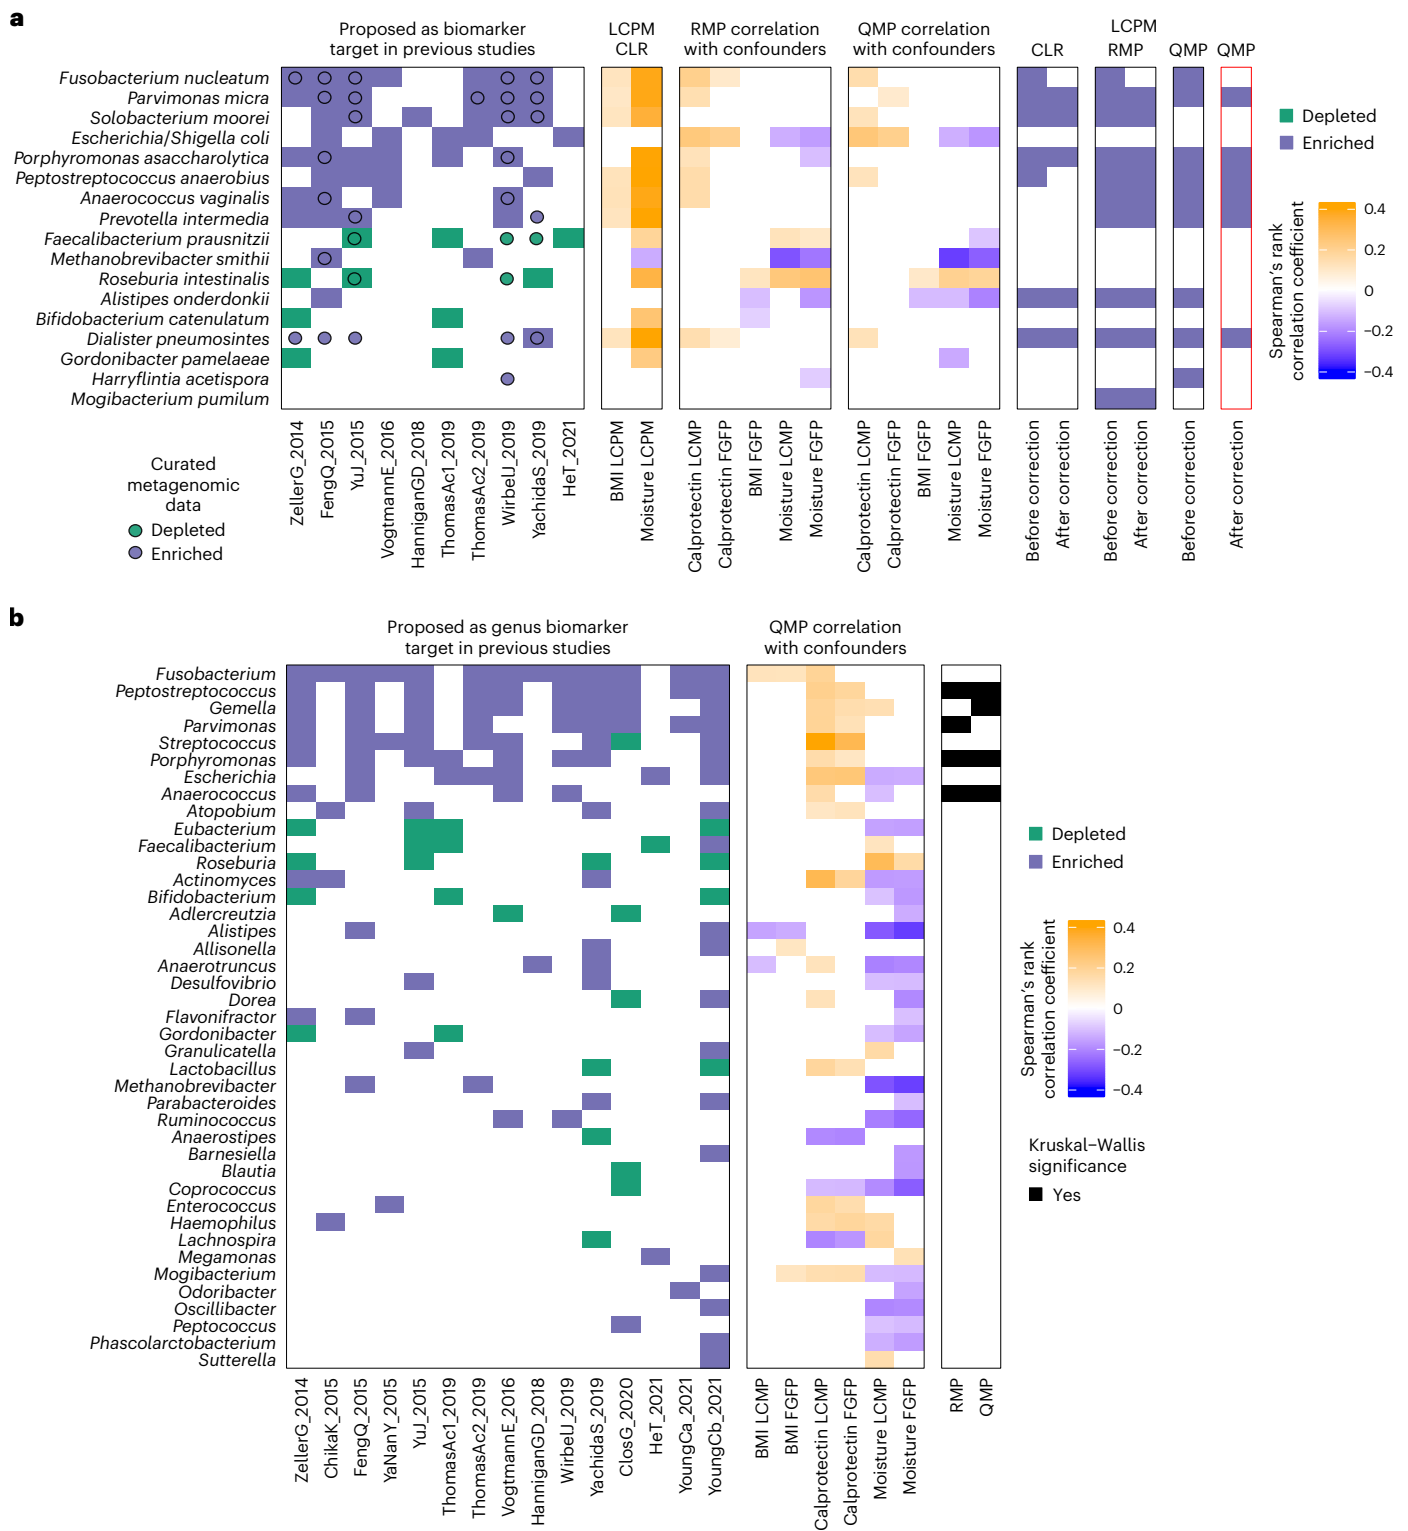 a
Proposed as biomarker
target in previous studies
LCPM
CLR
RMP correlation
with confounders
QMP correlation
with confounders
CLR
LCPM
RMP
QMP
QMP
Fusobacterium nucleatum
Parvimonas micra
Solobacterium moorei
Escherichia/Shigella coli
Porphyromonas asaccharolytica
Peptostreptococcus anaerobius
Anaerococcus vaginalis
Prevotella intermedia
Faecalibacterium prausnitzii
Methanobrevibacter smithii
Roseburia intestinalis
Alistipes onderdonkii
Bifidobacterium catenulatum
Dialister pneumosintes
Gordonibacter pamelaeae
Harryflintia acetispora
Mogibacterium pumilum
Depleted
Enriched
Spearman's rank
correlation coefficient
0.4
0.2
0
−0.2
−0.4
ZellerG_2014
FengQ_2015
YuJ_2015
VogtmannE_2016
HanniganGD_2018
ThomasAc1_2019
ThomasAc2_2019
WirbelJ_2019
YachidaS_2019
HeT_2021
BMI LCPM
Moisture LCPM
Calprotectin LCMP
Calprotectin FGFP
BMI FGFP
Moisture LCMP
Moisture FGFP
Calprotectin LCMP
Calprotectin FGFP
BMI FGFP
Moisture LCMP
Moisture FGFP
Before correction
After correction
Before correction
After correction
Before correction
After correction
Curated
metagenomic
data
Depleted
Enriched
b
Proposed as genus biomarker
target in previous studies
QMP correlation
with confounders
Fusobacterium
Peptostreptococcus
Gemella
Parvimonas
Streptococcus
Porphyromonas
Escherichia
Anaerococcus
Atopobium
Eubacterium
Faecalibacterium
Roseburia
Actinomyces
Bifidobacterium
Adlercreutzia
Alistipes
Allisonella
Anaerotruncus
Desulfovibrio
Dorea
Flavonifractor
Gordonibacter
Granulicatella
Lactobacillus
Methanobrevibacter
Parabacteroides
Ruminococcus
Anaerostipes
Barnesiella
Blautia
Coprococcus
Enterococcus
Haemophilus
Lachnospira
Megamonas
Mogibacterium
Odoribacter
Oscillibacter
Peptococcus
Phascolarctobacterium
Sutterella
Depleted
Enriched
Spearman's rank
correlation coefficient
0.4
0.2
0
−0.2
−0.4
Kruskal–Wallis
significance
Yes
ZellerG_2014
ChikaK_2015
FengQ_2015
YaNanY_2015
YuJ_2015
ThomasAc1_2019
ThomasAc2_2019
VogtmannE_2016
HanniganGD_2018
WirbelJ_2019
YachidaS_2019
ClosG_2020
HeT_2021
YoungCa_2021
YoungCb_2021
BMI LCMP
BMI FGFP
Calprotectin LCMP
Calprotectin FGFP
Moisture LCMP
Moisture FGFP
RMP
QMP